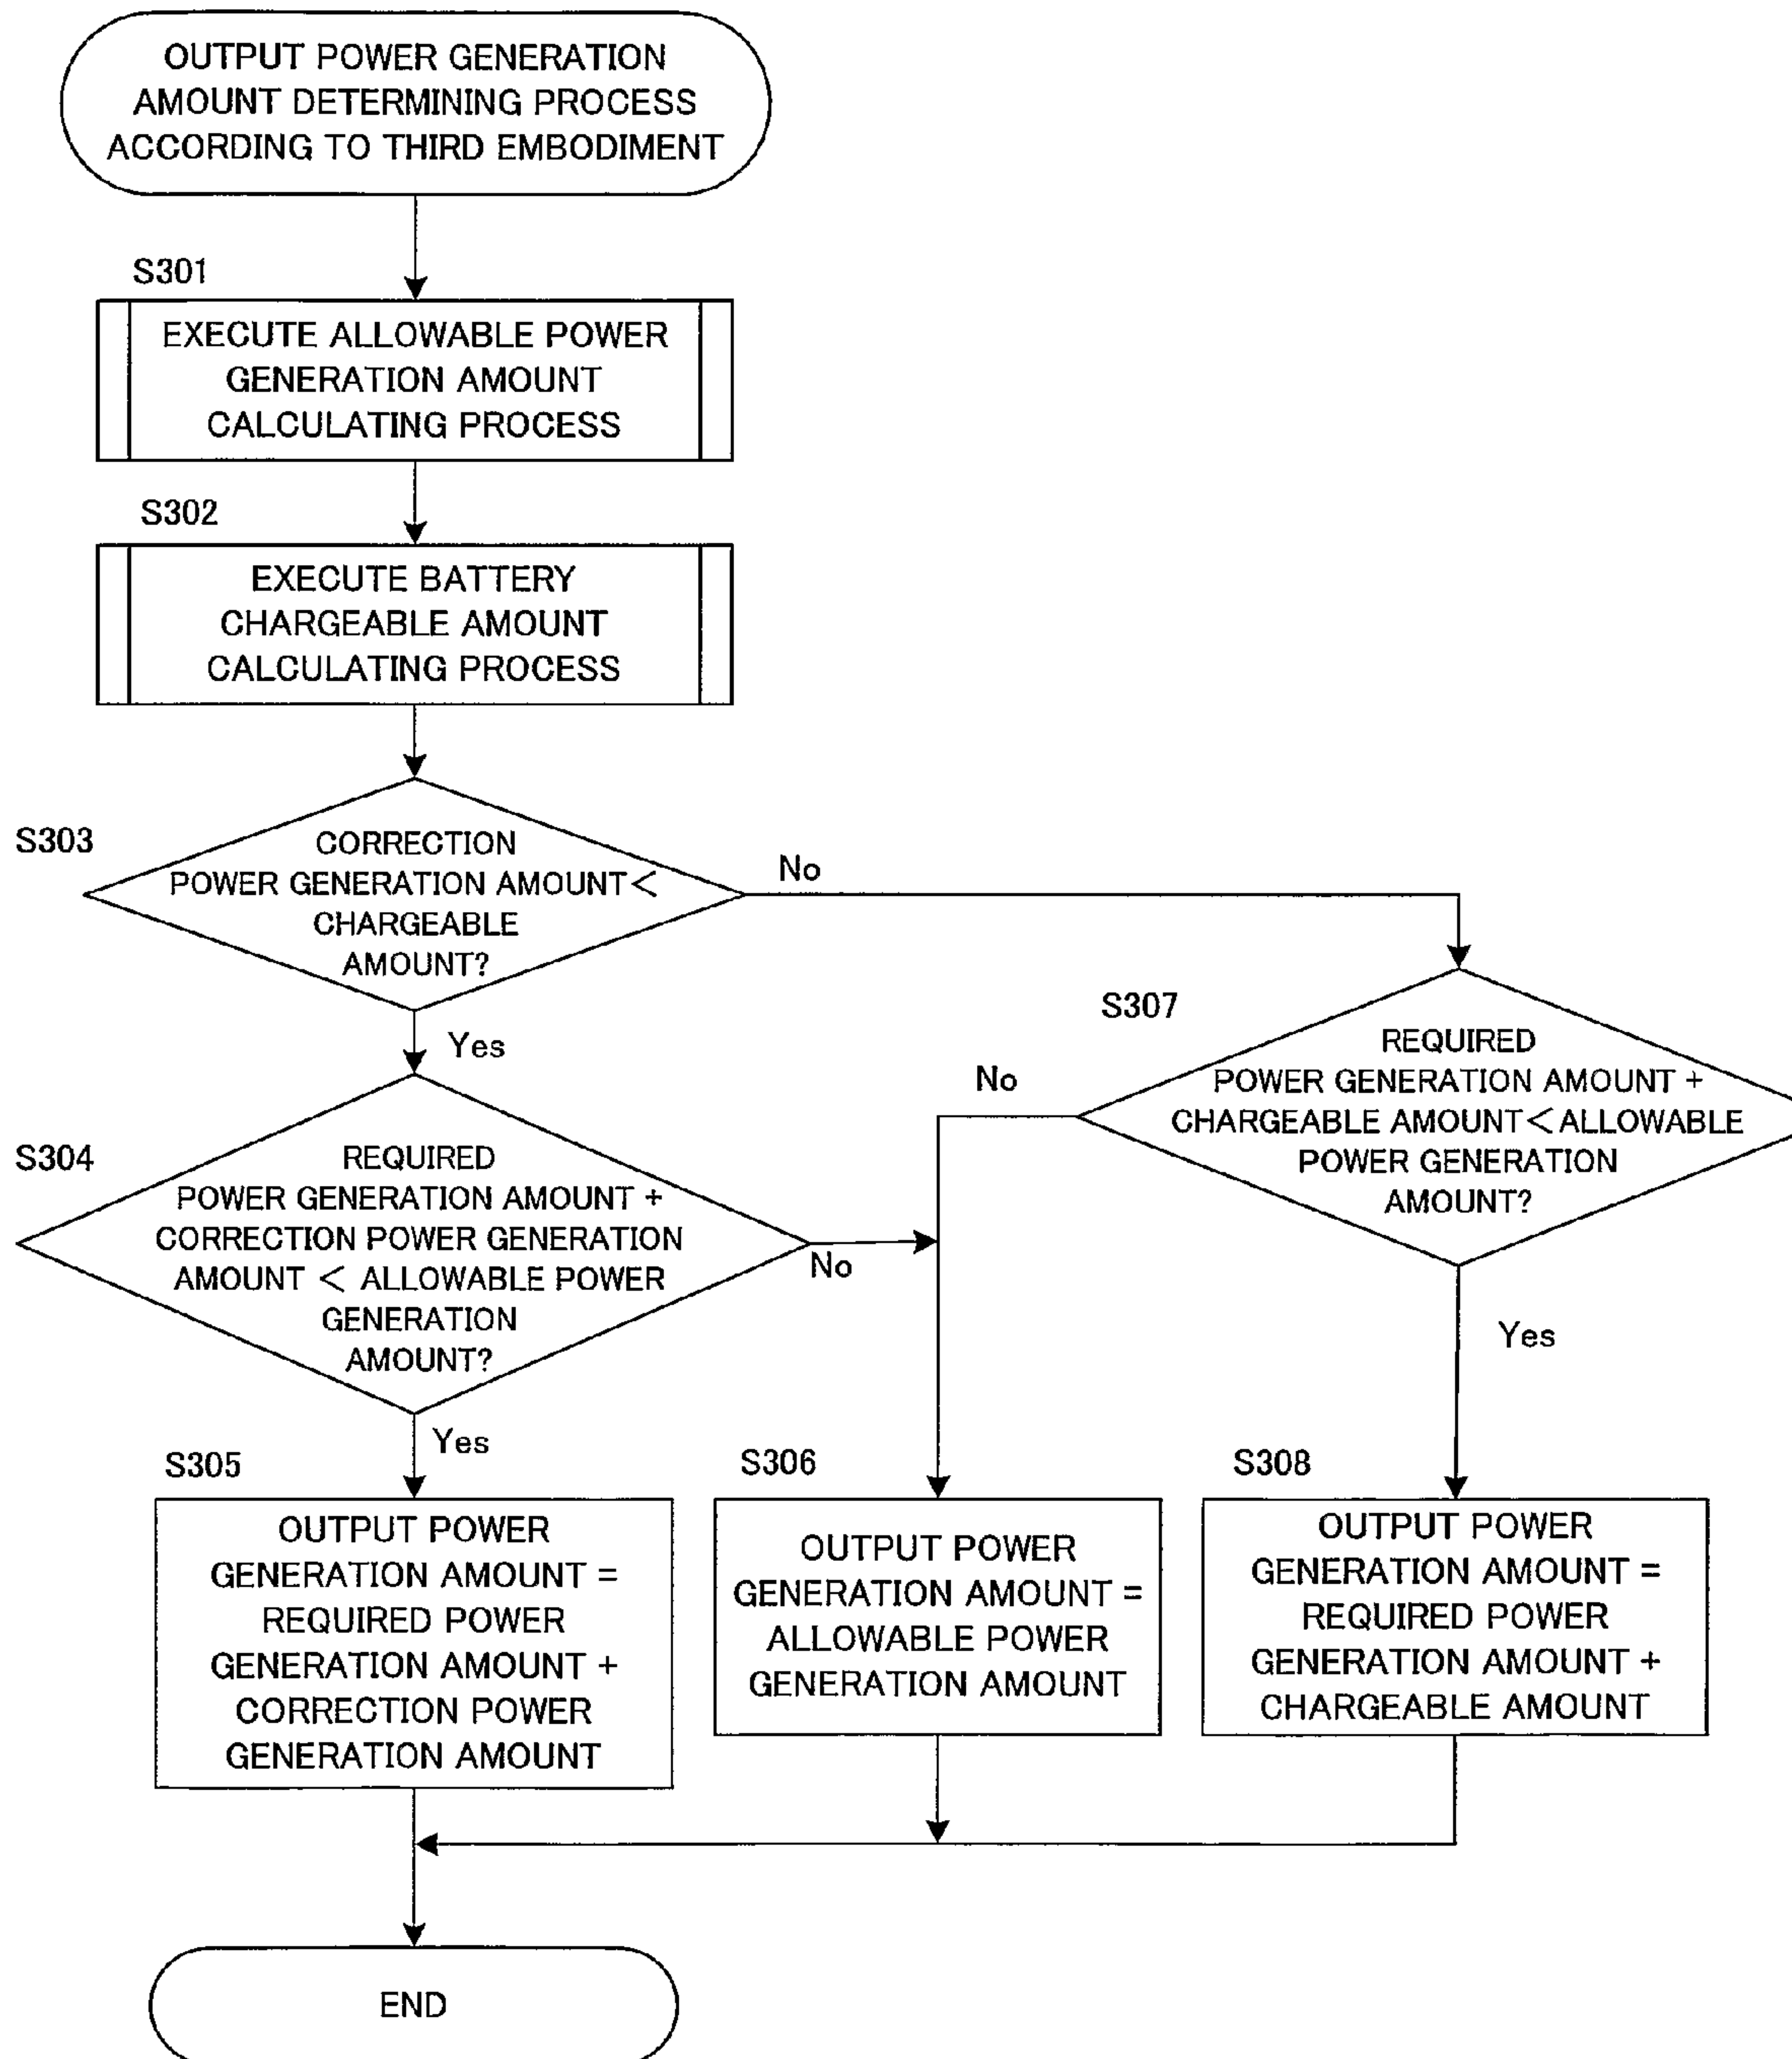 OUTPUT POWER GENERATION
AMOUNT DETERMINING PROCESS
ACCORDING TO THIRD EMBODIMENT
S301
EXECUTE ALLOWABLE POWER
GENERATION AMOUNT
CALCULATING PROCESS
S302
EXECUTE BATTERY
CHARGEABLE AMOUNT
CALCULATING PROCESS
S303
CORRECTION
POWER GENERATION AMOUNT<
CHARGEABLE
AMOUNT?
No
Yes
S304
REQUIRED
POWER GENERATION AMOUNT +
CORRECTION POWER GENERATION
AMOUNT < ALLOWABLE POWER
GENERATION
AMOUNT?
No
Yes
S307
REQUIRED
POWER GENERATION AMOUNT +
CHARGEABLE AMOUNT<ALLOWABLE
POWER GENERATION
AMOUNT?
No
Yes
S305
OUTPUT POWER
GENERATION AMOUNT =
REQUIRED POWER
GENERATION AMOUNT +
CORRECTION POWER
GENERATION AMOUNT
S306
OUTPUT POWER
GENERATION AMOUNT =
ALLOWABLE POWER
GENERATION AMOUNT
S308
OUTPUT POWER
GENERATION AMOUNT =
REQUIRED POWER
GENERATION AMOUNT +
CHARGEABLE AMOUNT
END